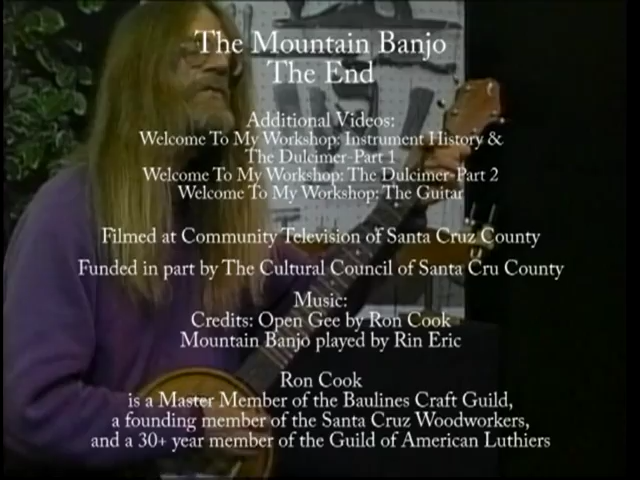 The Mountain Banjo
The End
Additional Videos:
Welcome To My Workshop: Instrument History &
The Dulcimer-Part 1
Welcome To My Workshop: The Dulcimer-Part 2
Welcome To My Workshop: The Guitar
Filmed at Community Television of Santa Cruz County
Funded in part by The Cultural Council of Santa Cru County
Music:
Credits: Open Gee by Ron Cook
Mountain Banjo played by Rin Eric
Ron Cook
is a Master Member of the Baulines Craft Guild,
a founding member of the Santa Cruz Woodworkers,
and a 30+ year member of the Guild of American Luthiers